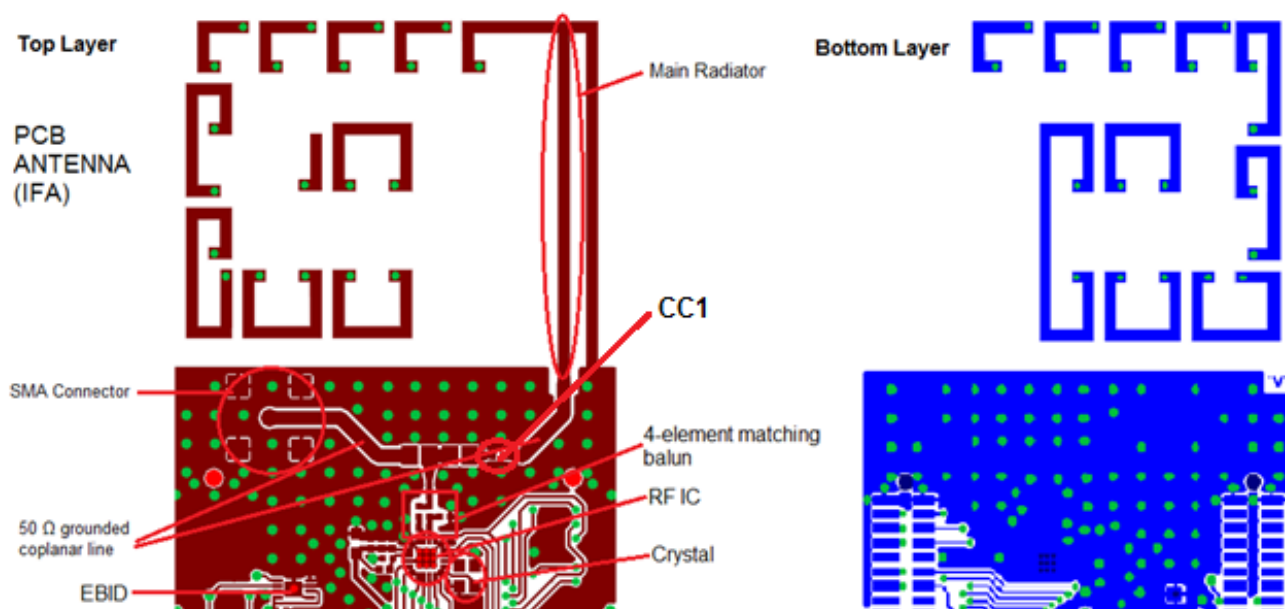 Top Layer
Bottom Layer
Main Radiator
PCB
ANTENNA
(IFA)
CC1
SMA Connector
4-element matching
balun
RF IC
50 Ω grounded
coplanar line
Crystal
EBID
"V"